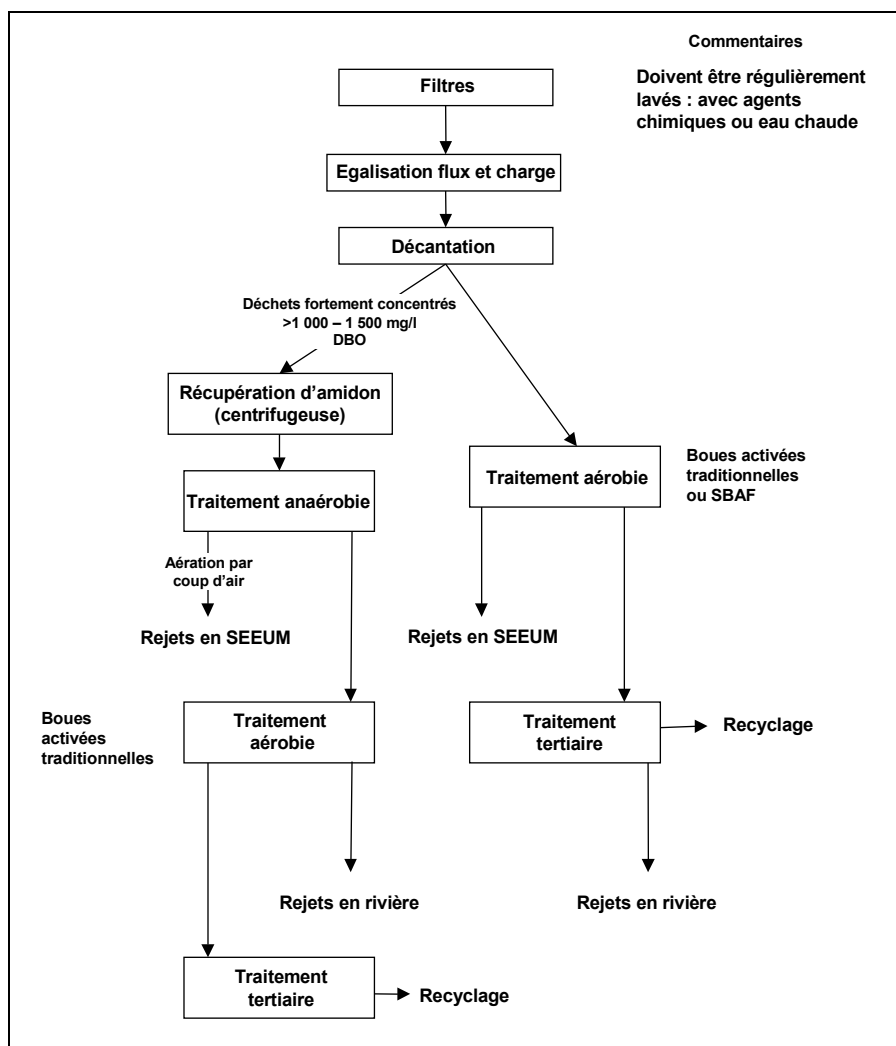 Commentaires
Filtres
Doivent être régulièrement
lavés : avec agents
chimiques ou eau chaude
Egalisation flux et charge
Décantation
Déchets fortement concentrés
>1 000 – 1 500 mg/l
DBO
Récupération d'amidon
(centrifugeuse)
Traitement aérobie
Boues activées
traditionnelles
ou SBAF
Traitement anaérobie
Aération par
coup d'air
Rejets en SEEUM
Rejets en SEEUM
Boues
activées
traditionnelles
Traitement
aérobie
Traitement
tertiaire
Recyclage
Rejets en rivière
Rejets en rivière
Traitement
tertiaire
Recyclage